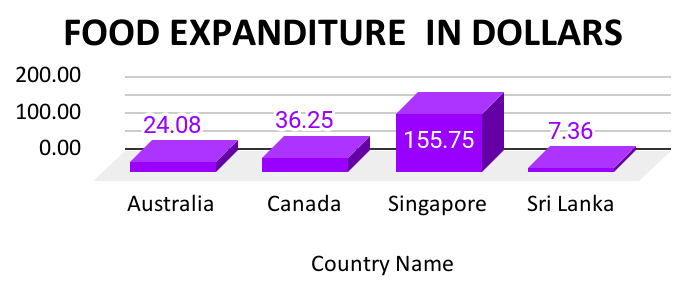 FOOD EXPANDITURE  IN DOLLARS
200.00
100.00
0.00
24.08
36.25
155.75
7.36
Australia
Canada
Singapore
Sri Lanka
Country Name